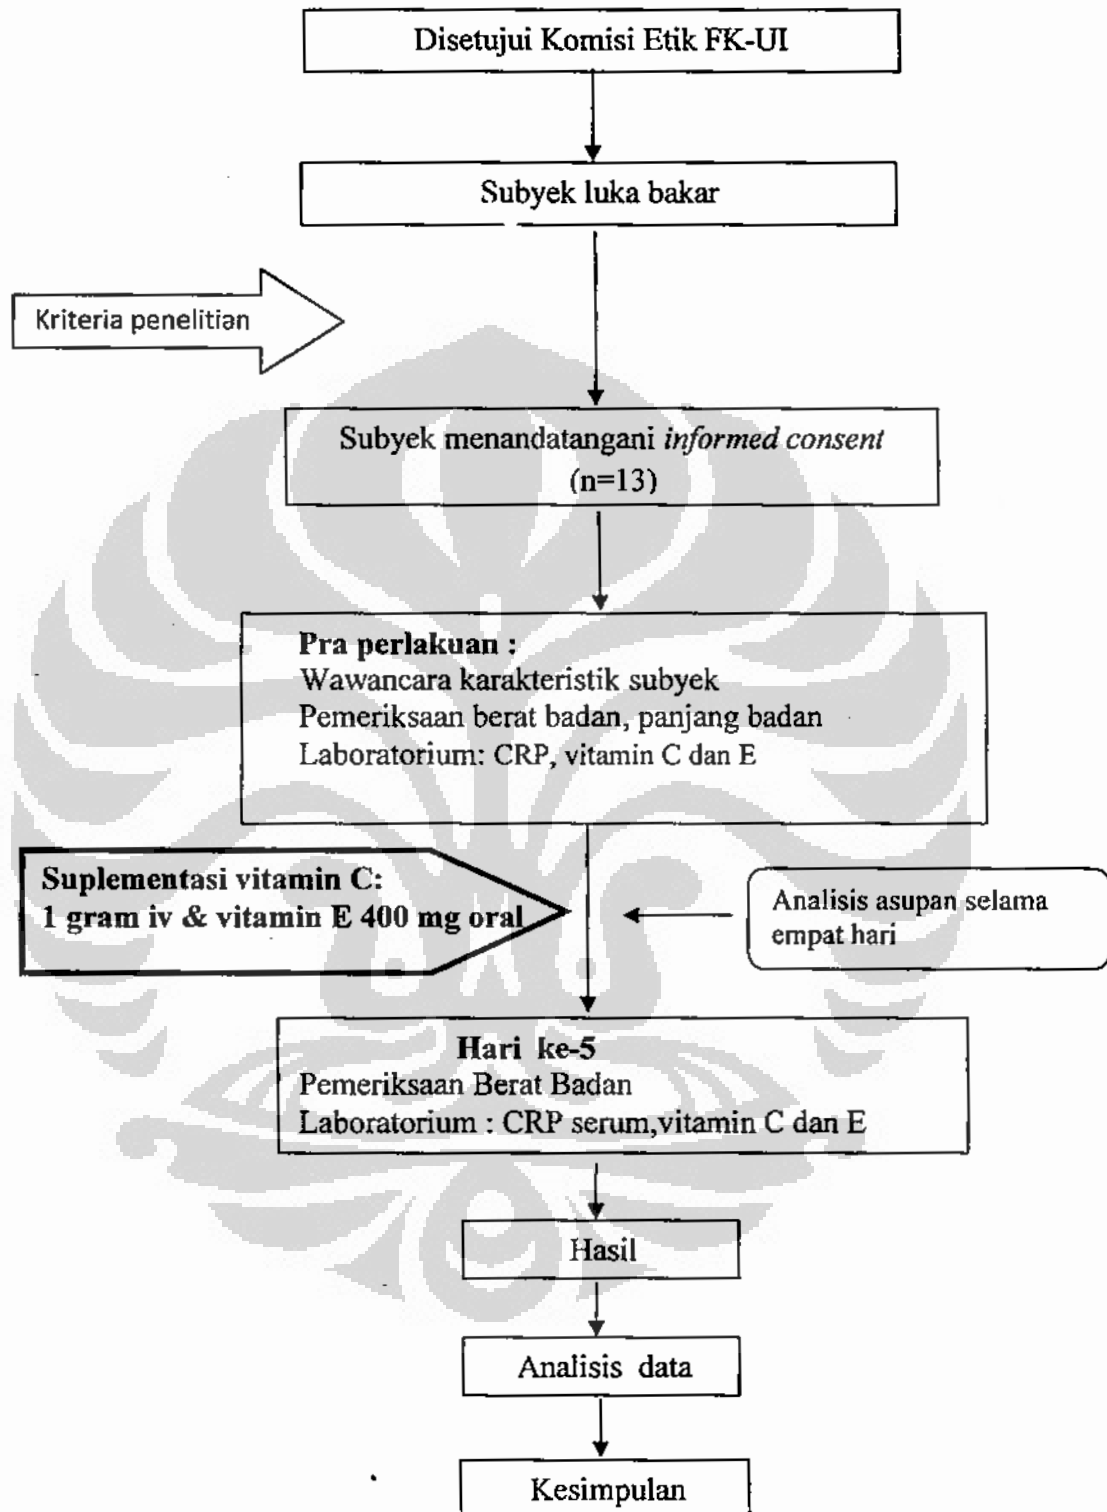 Disetujui Komisi Etik FK-UI
Subyek luka bakar
Kriteria penelitian
Subyek menandatangani informed consent
(n=13)
Pra perlakuan :
Wawancara karakteristik subyek
Pemeriksaan berat badan, panjang badan
Laboratorium: CRP, vitamin C dan E
Suplementasi vitamin C:
1 gram iv & vitamin E 400 mg oral
Analisis asupan selama
empat hari
Hari ke-5
Pemeriksaan Berat Badan
Laboratorium : CRP serum,vitamin C dan E
Hasil
Analisis data
Kesimpulan